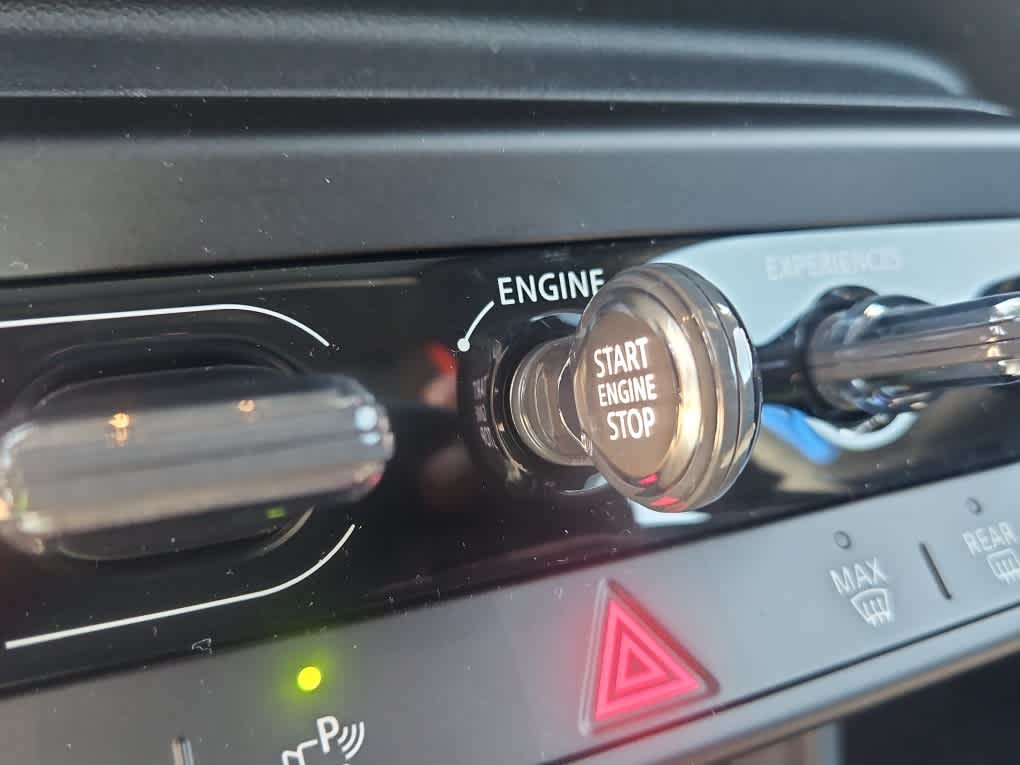 ENGINE
EXPERIENCES
START
ENGINE
STOP
MAX
REAR
P